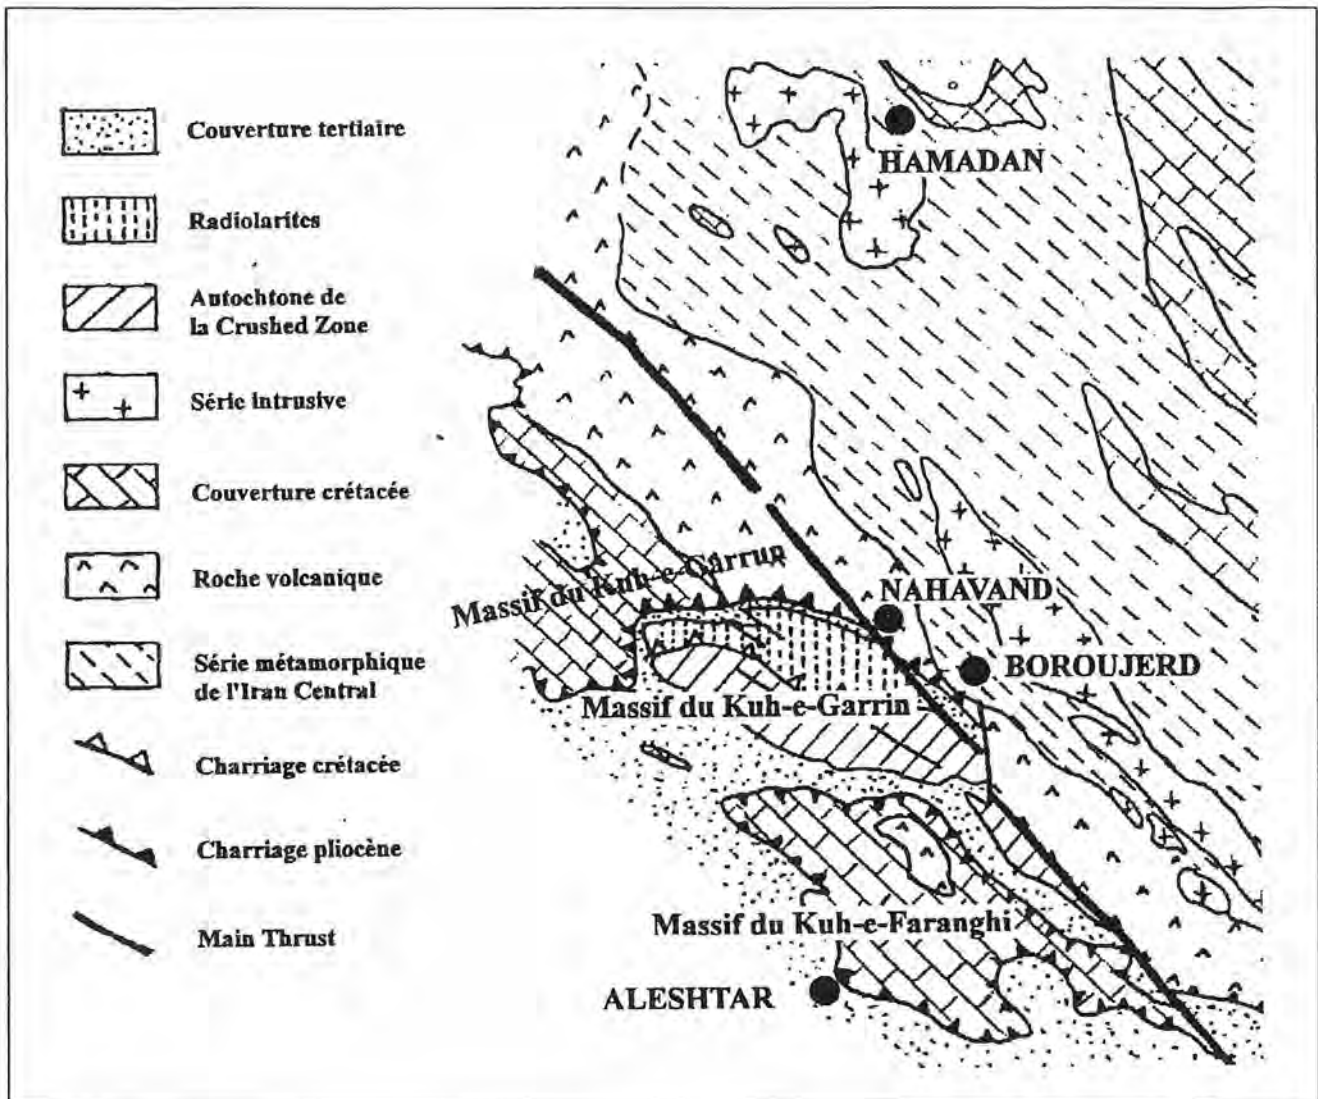 Couverture tertiaire
Radiolarites
Autochtone de
la Crushed Zone
Série intrusive
Couverture crétacée
Roche volcanique
Série métamorphique
de l'Iran Central
Charriage crétacée
Charriage pliocène
Main Thrust
HAMADAN
Massif du Kuh-e-Garrun
NAHAVAND
BOROUJERD
Massif du Kuh-e-Garrin
Massif du Kuh-e-Faranghi
ALESHTAR